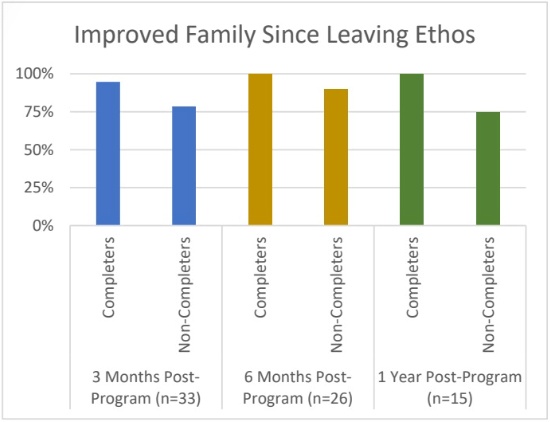 Improved Family Since Leaving Ethos
100%
75%
50%
25%
0%
Completers
Non-Completers
Completers
Non-Completers
Completers
Non-Completers
3 Months Post-
Program (n=33)
6 Months Post-
Program (n=26)
1 Year Post-Program
(n=15)